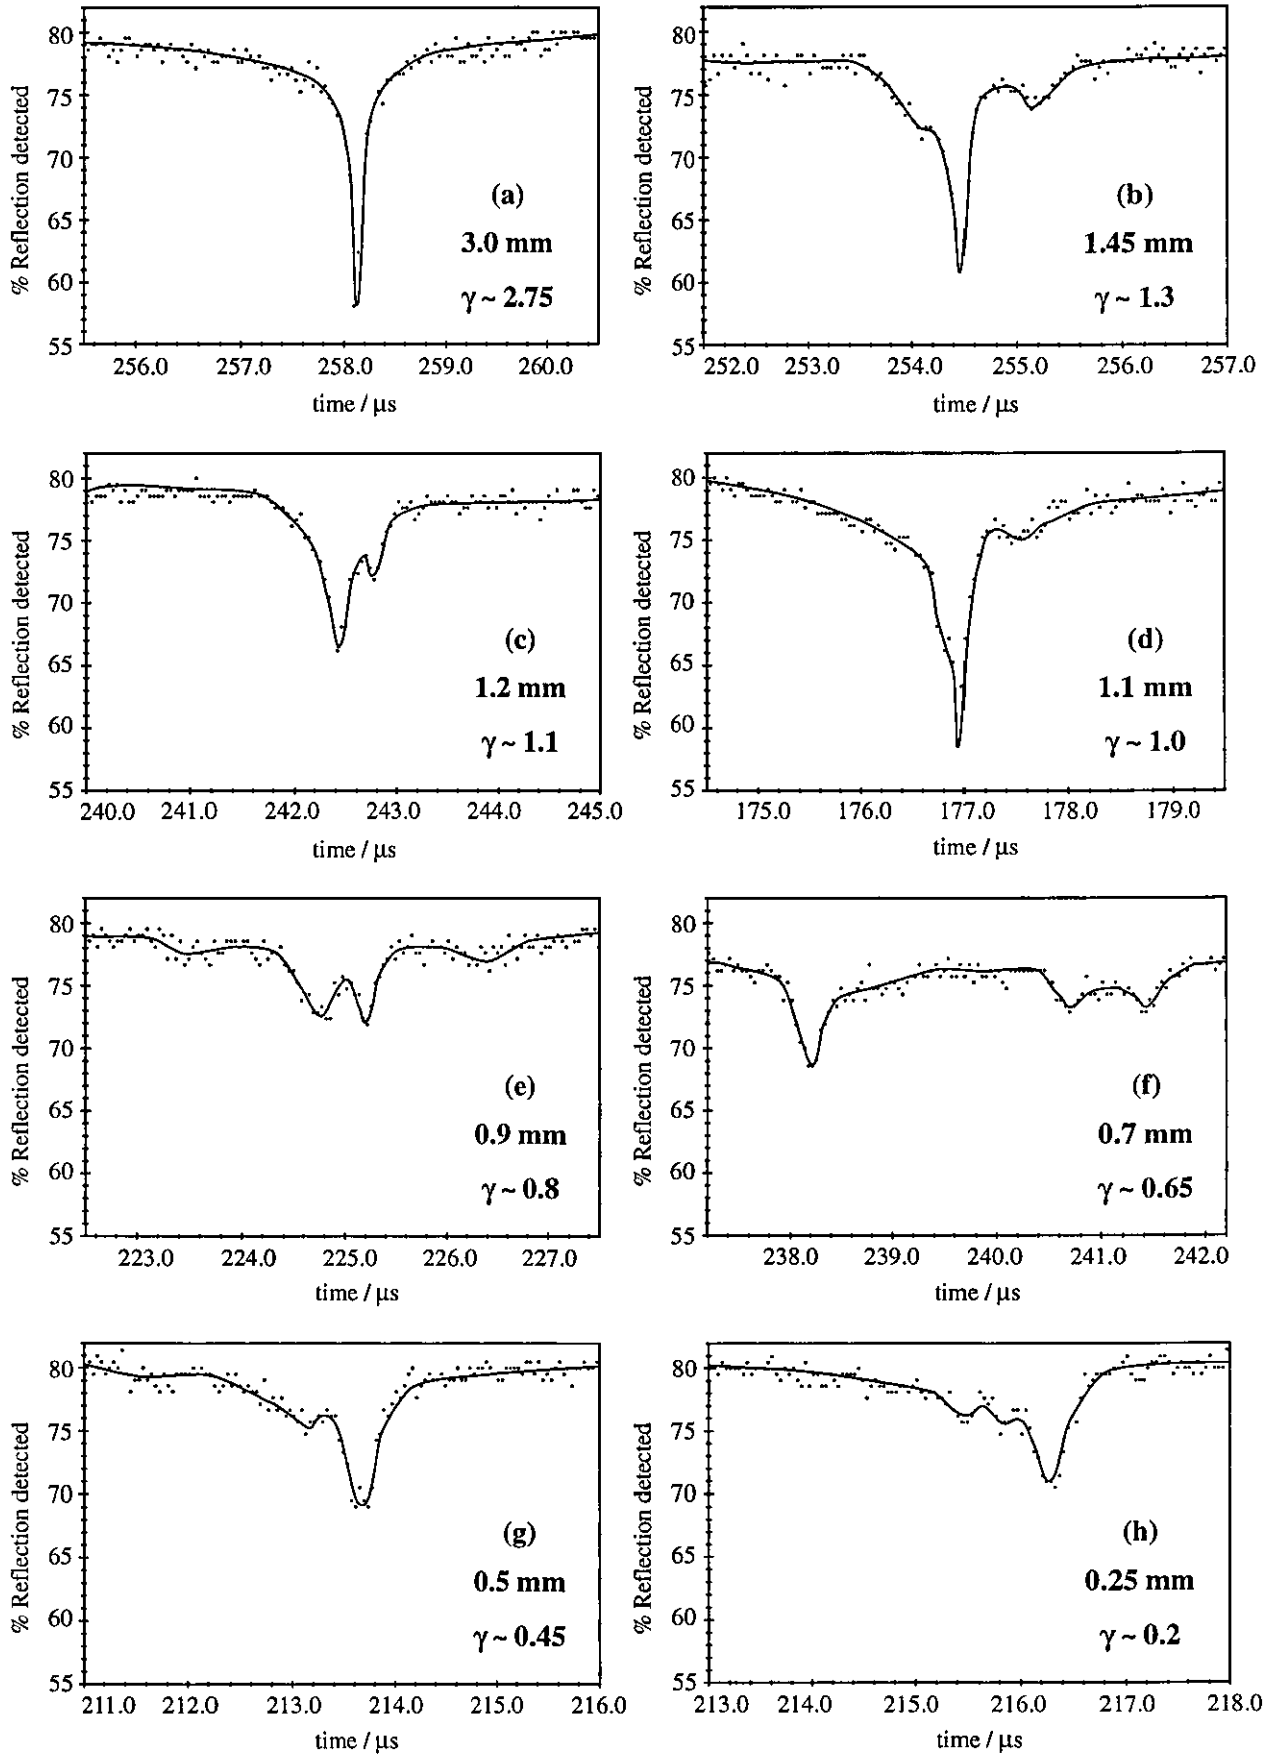 % Reflection detected
80
75
70
65
60
55
(a)
3.0 mm
γ ~ 2.75
256.0 257.0 258.0 259.0 260.0
time / μs
% Reflection detected
80
75
70
65
60
55
(b)
1.45 mm
γ ~ 1.3
252.0 253.0 254.0 255.0 256.0 257.0
time / μs
% Reflection detected
80
75
70
65
60
55
(c)
1.2 mm
γ ~ 1.1
240.0 241.0 242.0 243.0 244.0 245.0
time / μs
% Reflection detected
80
75
70
65
60
55
(d)
1.1 mm
γ ~ 1.0
175.0 176.0 177.0 178.0 179.0
time / μs
% Reflection detected
80
75
70
65
60
55
(e)
0.9 mm
γ ~ 0.8
223.0 224.0 225.0 226.0 227.0
time / μs
% Reflection detected
80
75
70
65
60
55
(f)
0.7 mm
γ ~ 0.65
238.0 239.0 240.0 241.0 242.0
time / μs
% Reflection detected
80
75
70
65
60
55
(g)
0.5 mm
γ ~ 0.45
211.0 212.0 213.0 214.0 215.0 216.0
time / μs
% Reflection detected
80
75
70
65
60
55
(h)
0.25 mm
γ ~ 0.2
213.0 214.0 215.0 216.0 217.0 218.0
time / μs